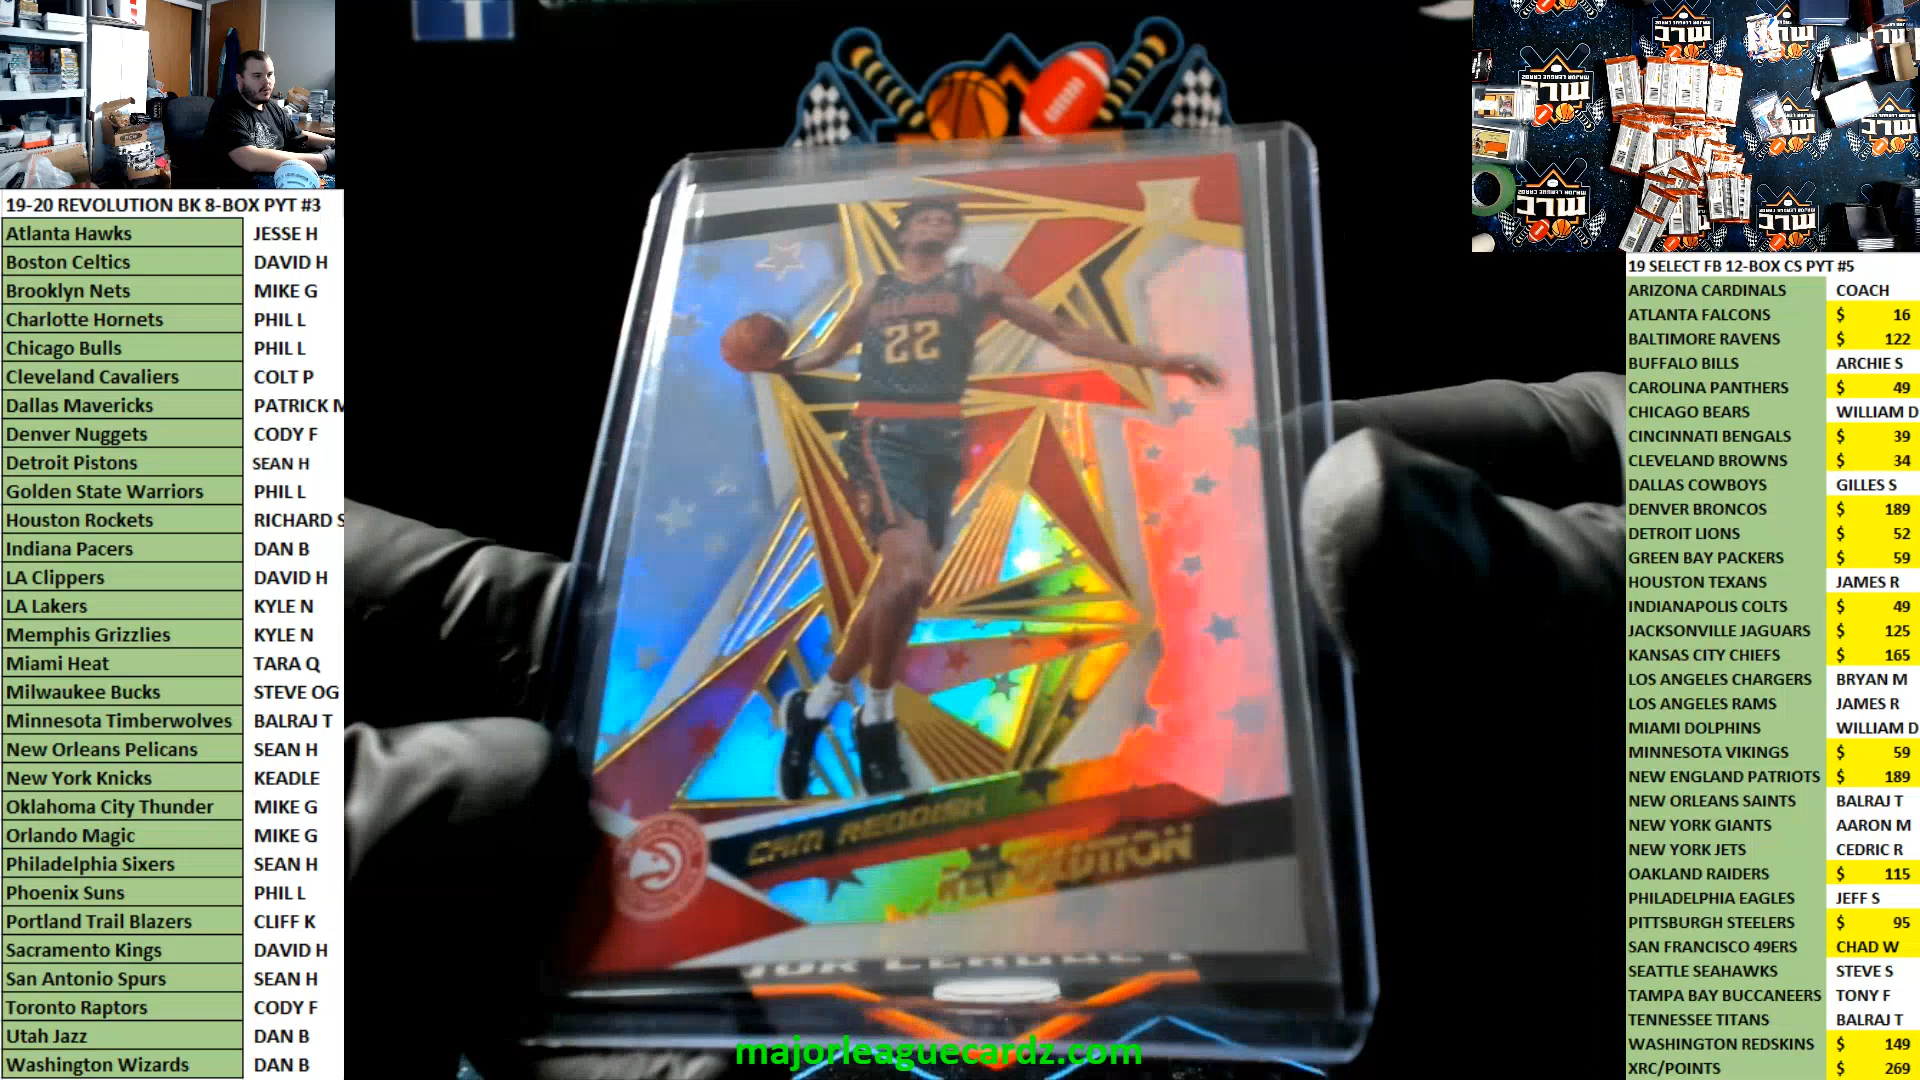 19-20 REVOLUTION BK 8-BOX PYT #3
Atlanta Hawks JESSE H
Boston Celtics DAVID H
Brooklyn Nets MIKE G
Charlotte Hornets PHIL L
Chicago Bulls PHIL L
Cleveland Cavaliers COLT P
Dallas Mavericks PATRICK M
Denver Nuggets CODY F
Detroit Pistons SEAN H
Golden State Warriors PHIL L
Houston Rockets RICHARD S
Indiana Pacers DAN B
LA Clippers DAVID H
LA Lakers KYLE N
Memphis Grizzlies KYLE N
Miami Heat TARA Q
Milwaukee Bucks STEVE OG
Minnesota Timberwolves BALRAJ T
New Orleans Pelicans SEAN H
New York Knicks KEADLE
Oklahoma City Thunder MIKE G
Orlando Magic MIKE G
Philadelphia Sixers SEAN H
Phoenix Suns PHIL L
Portland Trail Blazers CLIFF K
Sacramento Kings DAVID H
San Antonio Spurs SEAN H
Toronto Raptors CODY F
Utah Jazz DAN B
Washington Wizards DAN B
22
CAM REDDISH
REVOLUTION
majorleaguecardz.com
19 SELECT FB 12-BOX CS PYT #5
ARIZONA CARDINALS COACH
ATLANTA FALCONS $ 16
BALTIMORE RAVENS $ 122
BUFFALO BILLS ARCHIE S
CAROLINA PANTHERS $ 49
CHICAGO BEARS WILLIAM D
CINCINNATI BENGALS $ 39
CLEVELAND BROWNS $ 34
DALLAS COWBOYS GILLES S
DENVER BRONCOS $ 189
DETROIT LIONS $ 52
GREEN BAY PACKERS $ 59
HOUSTON TEXANS JAMES R
INDIANAPOLIS COLTS $ 49
JACKSONVILLE JAGUARS $ 125
KANSAS CITY CHIEFS $ 165
LOS ANGELES CHARGERS BRYAN M
LOS ANGELES RAMS JAMES R
MIAMI DOLPHINS WILLIAM D
MINNESOTA VIKINGS $ 59
NEW ENGLAND PATRIOTS $ 189
NEW ORLEANS SAINTS BALRAJ T
NEW YORK GIANTS AARON M
NEW YORK JETS CEDRIC R
OAKLAND RAIDERS $ 115
PHILADELPHIA EAGLES JEFF S
PITTSBURGH STEELERS $ 95
SAN FRANCISCO 49ERS CHAD W
SEATTLE SEAHAWKS STEVE S
TAMPA BAY BUCCANEERS TONY F
TENNESSEE TITANS BALRAJ T
WASHINGTON REDSKINS $ 149
XRC/POINTS $ 269